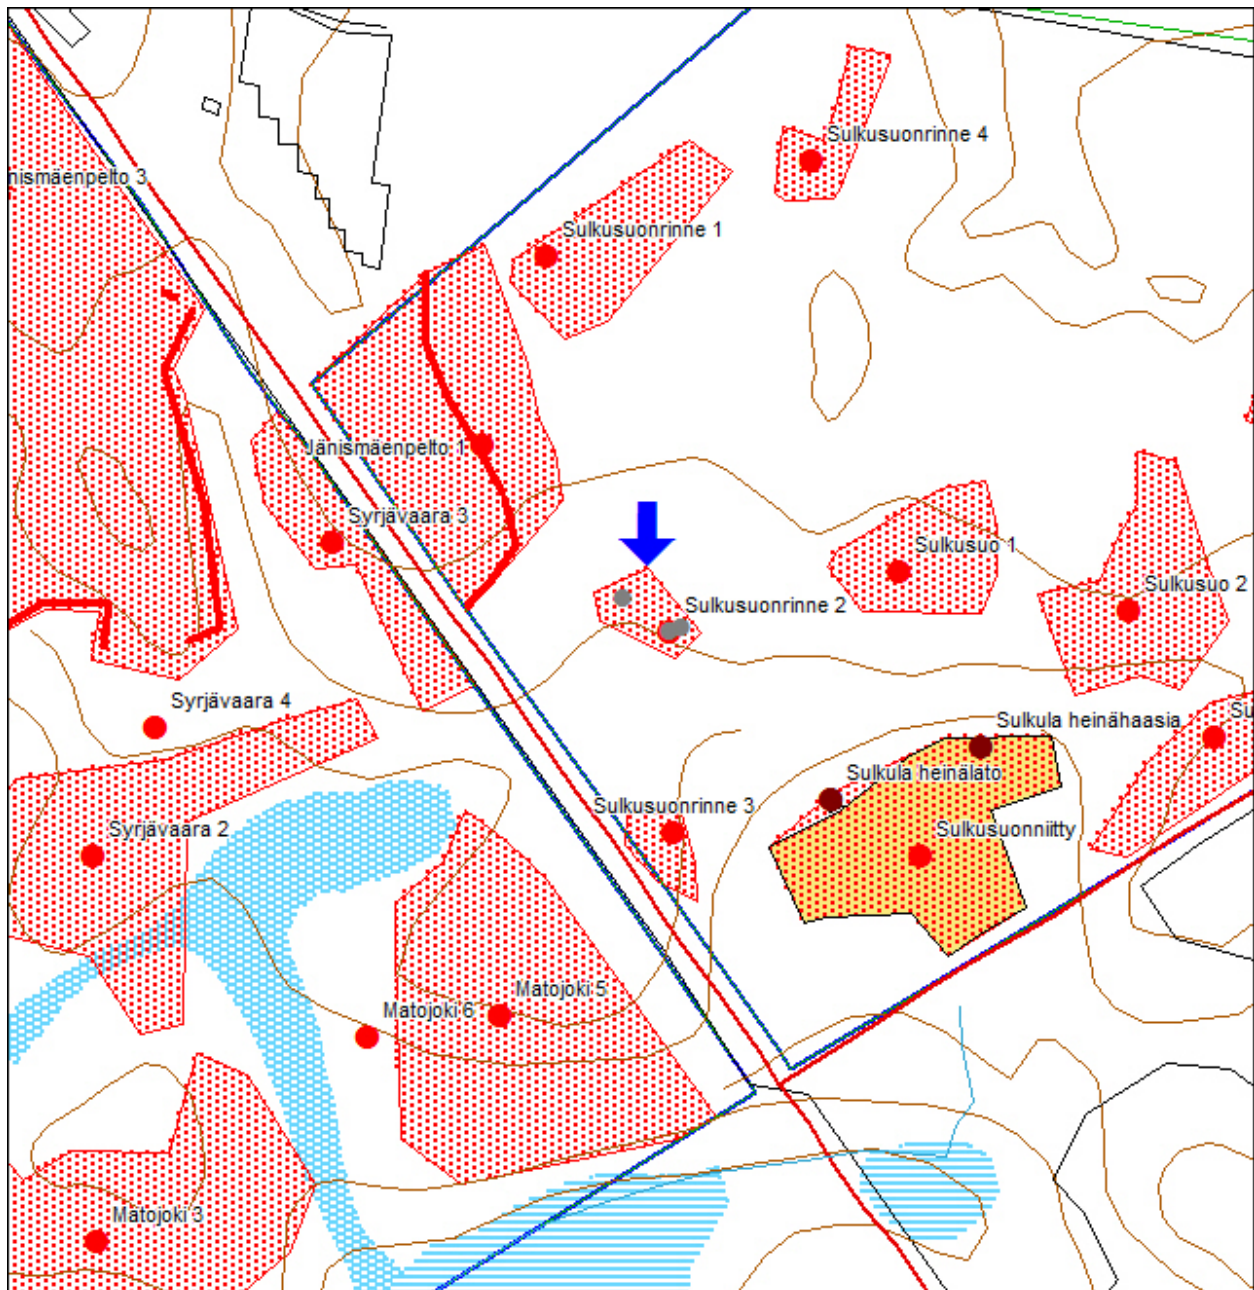 Sulkusuonrinne 4
nismäenpelto 3
Sulkusuonrinne 1
Jänismäenpelto 1
Syrjävaara 3
Sulkusuo 1
Sulkusuo 2
Sulkusuonrinne 2
Syrjävaara 4
Sulkula heinähaasia
Su
Sulkula heinälato
Sulkusuonrinne 3
Syrjävaara 2
Sulkusuonniitty
Matojoki 5
Matojoki 6
Matojoki 3